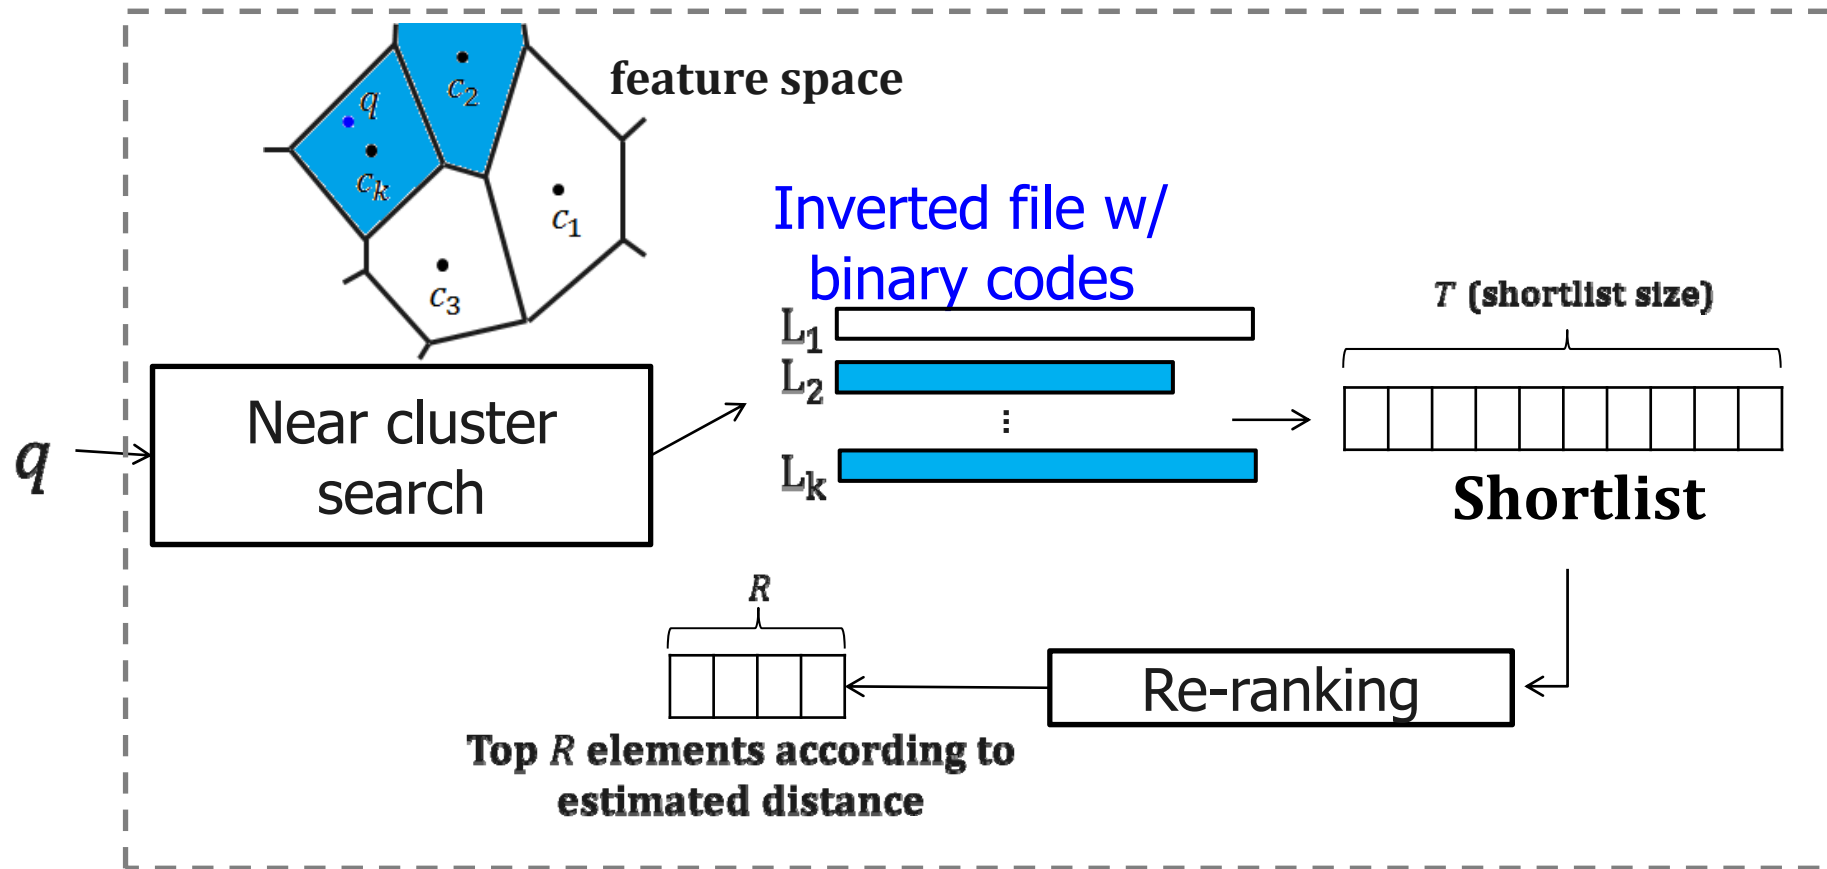 feature space
c2
q
ck
c1
c3
Inverted file w/
binary codes
T (shortlist size)
L1
L2
⋮
Lk
Near cluster
search
q
Shortlist
R
Re-ranking
Top R elements according to
estimated distance